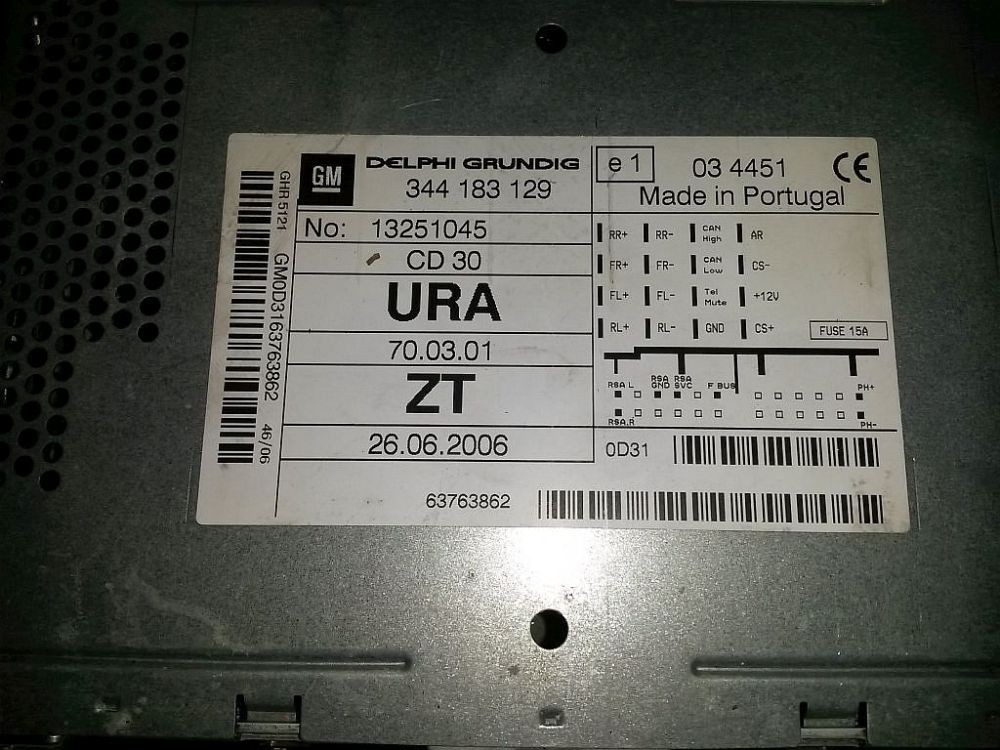 GHR 5121 GM0D3163763862 46/06
GM DELPHI GRUNDIG
344 183 129
e1 03 4451 CE
Made in Portugal
No: 13251045
CD 30
URA
70.03.01
ZT
26.06.2006
RR+ RR- CAN High AR
FR+ FR- CAN Low CS-
FL+ FL- Tel Mute +12V
RL+ RL- GND CS+ FUSE 15A
RSA L RSA GND RSA SVC F BUS PH+
RSA.R PH-
0D31
63763862